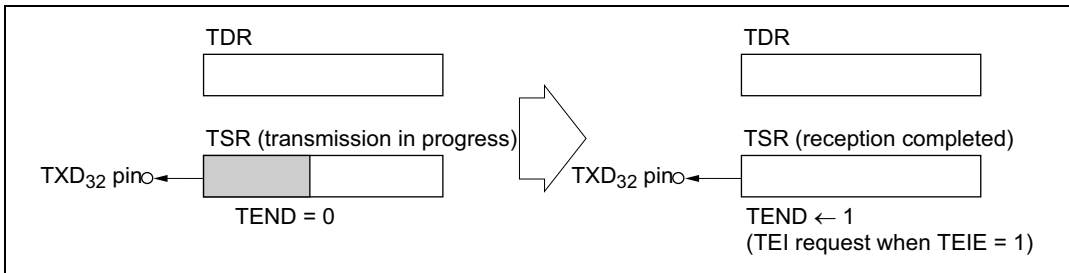 TDR
TSR (transmission in progress)
TXD32 pin
TEND = 0
TDR
TSR (reception completed)
TXD32 pin
TEND ← 1
(TEI request when TEIE = 1)